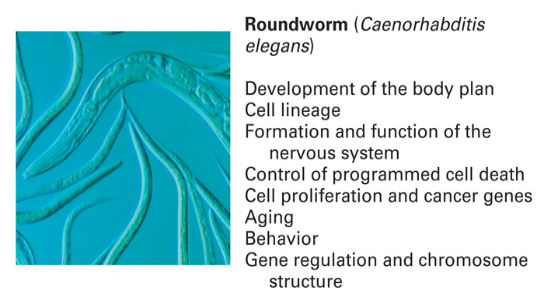 Roundworm (Caenorhabditis
elegans)
Development of the body plan
Cell lineage
Formation and function of the
nervous system
Control of programmed cell death
Cell proliferation and cancer genes
Aging
Behavior
Gene regulation and chromosome
structure